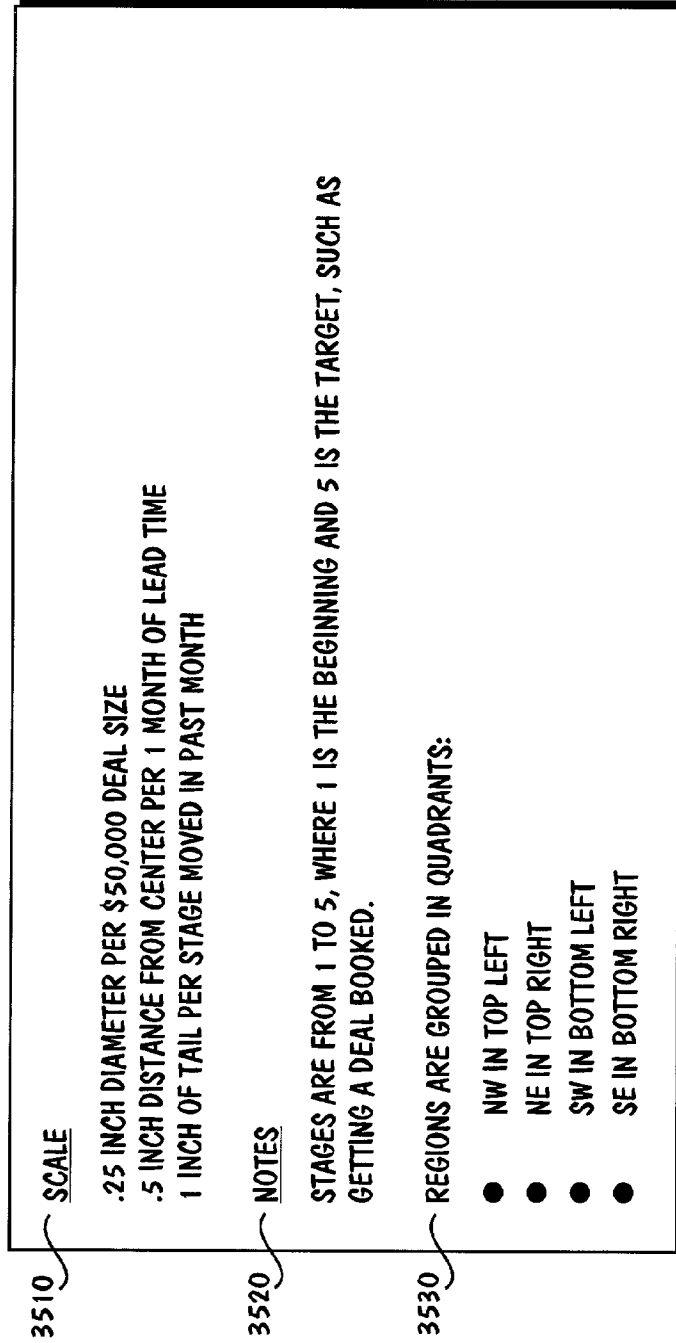 3510 SCALE
.25 INCH DIAMETER PER $50,000 DEAL SIZE
.5 INCH DISTANCE FROM CENTER PER 1 MONTH OF LEAD TIME
1 INCH OF TAIL PER STAGE MOVED IN PAST MONTH
3520 NOTES
STAGES ARE FROM 1 TO 5, WHERE 1 IS THE BEGINNING AND 5 IS THE TARGET, SUCH AS
GETTING A DEAL BOOKED.
3530 REGIONS ARE GROUPED IN QUADRANTS:
● NW IN TOP LEFT
● NE IN TOP RIGHT
● SW IN BOTTOM LEFT
● SE IN BOTTOM RIGHT